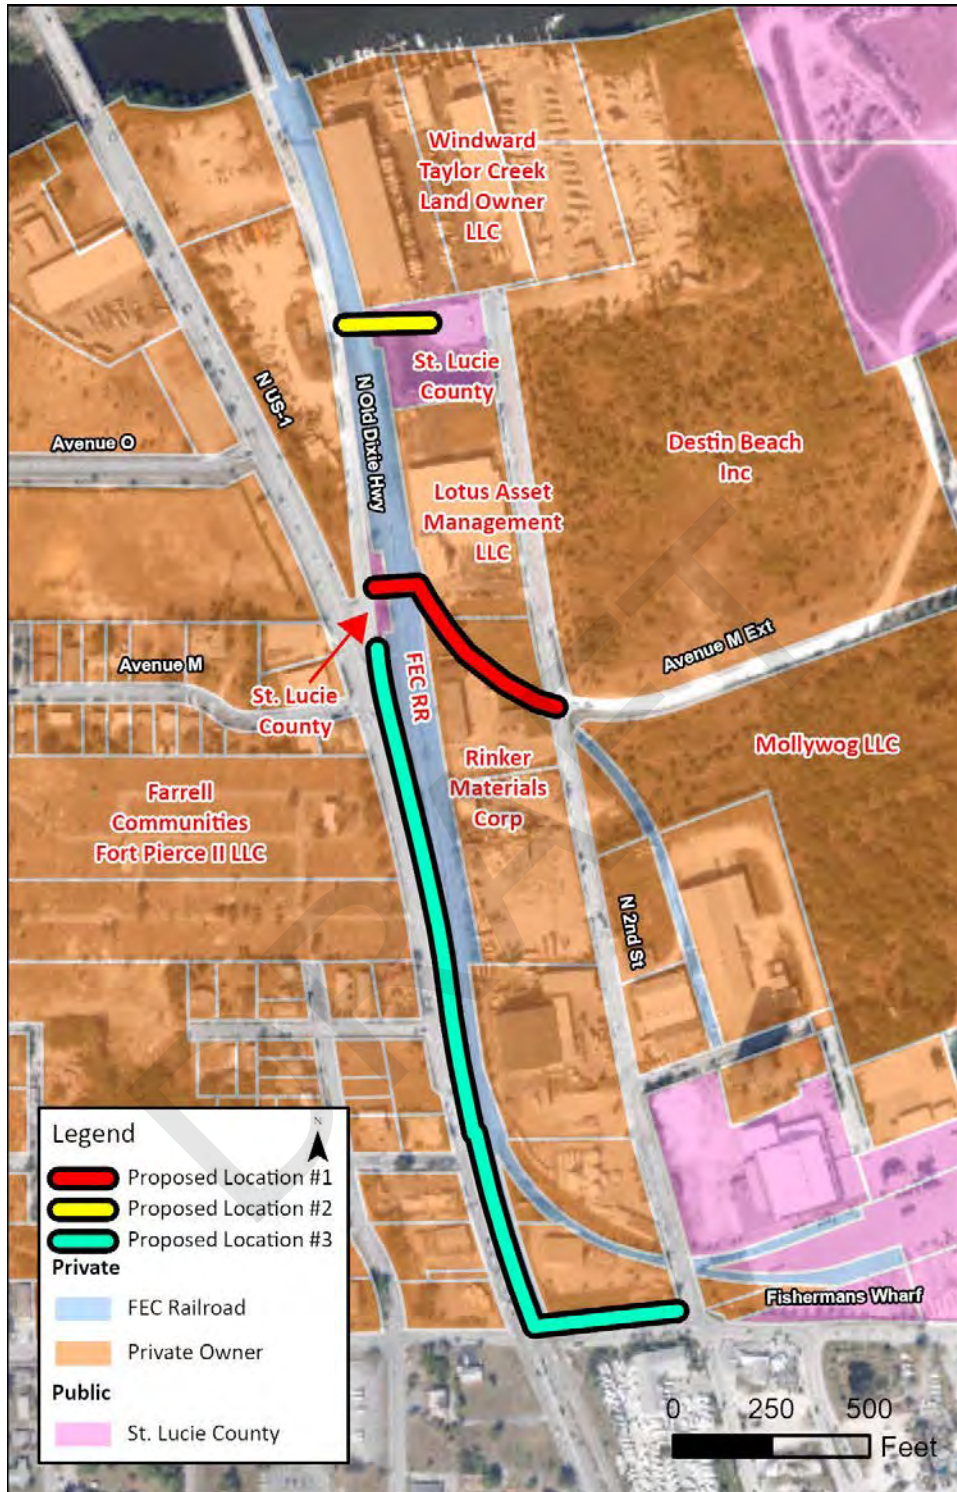 Windward
Taylor Creek
Land Owner
LLC
St. Lucie
County
N US-1
N Old Dixie Hwy
Avenue O
Destin Beach
Inc
Lotus Asset
Management
LLC
Avenue M Ext
Avenue M
St. Lucie
County
FEC RR
Mollywog LLC
Rinker
Materials
Corp
Farrell
Communities
Fort Pierce II LLC
N 2nd St
DRAFT
Fishermans Wharf
Legend
N
Proposed Location #1
Proposed Location #2
Proposed Location #3
Private
FEC Railroad
Private Owner
Public
St. Lucie County
0 250 500
Feet